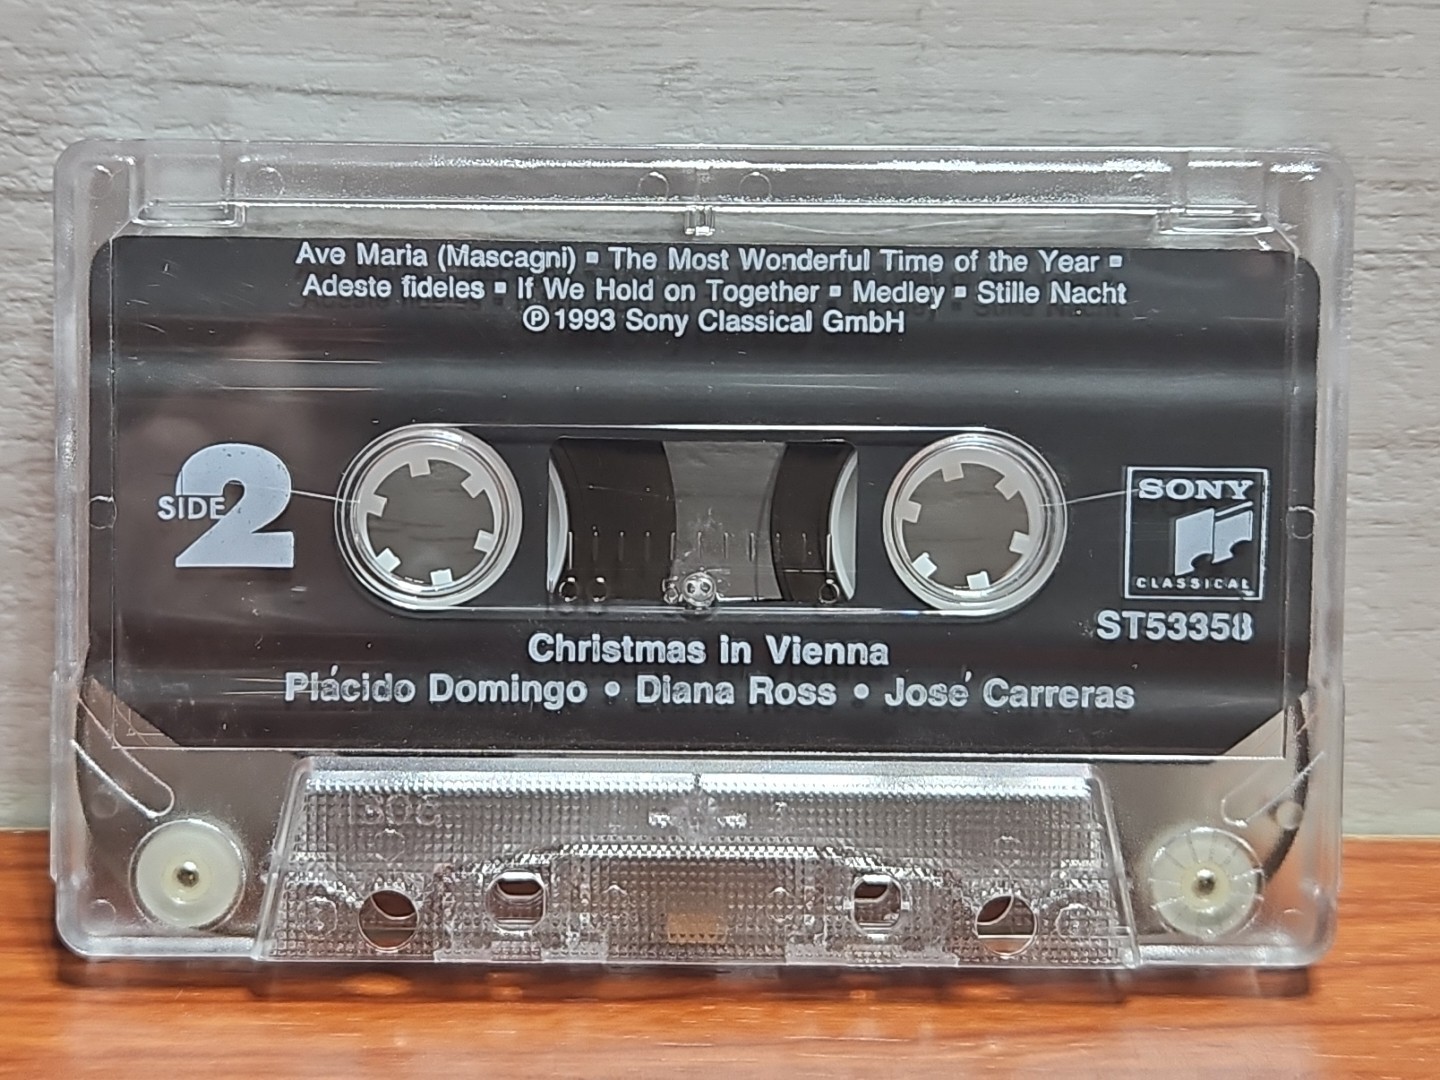 Ave Maria (Mascagni) ▪ The Most Wonderful Time of the Year ▪
Adeste fideles ▪ If We Hold on Together ▪ Medley ▪ Stille Nacht
℗ 1993 Sony Classical GmbH
SIDE 2
SONY
CLASSICAL
ST53358
Christmas in Vienna
Plácido Domingo • Diana Ross • José Carreras